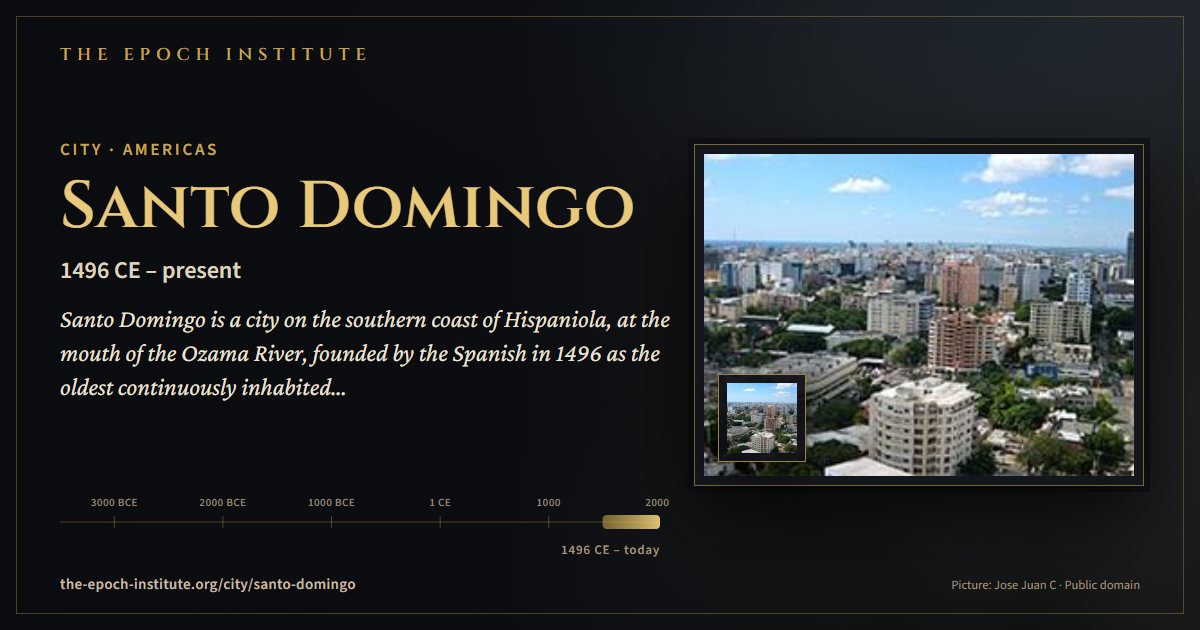 THE EPOCH INSTITUTE
CITY · AMERICAS
SANTO DOMINGO
1496 CE – present
Santo Domingo is a city on the southern coast of Hispaniola, at the
mouth of the Ozama River, founded by the Spanish in 1496 as the
oldest continuously inhabited...
3000 BCE 2000 BCE 1000 BCE 1 CE 1000 2000
1496 CE – today
the-epoch-institute.org/city/santo-domingo
Picture: Jose Juan C · Public domain